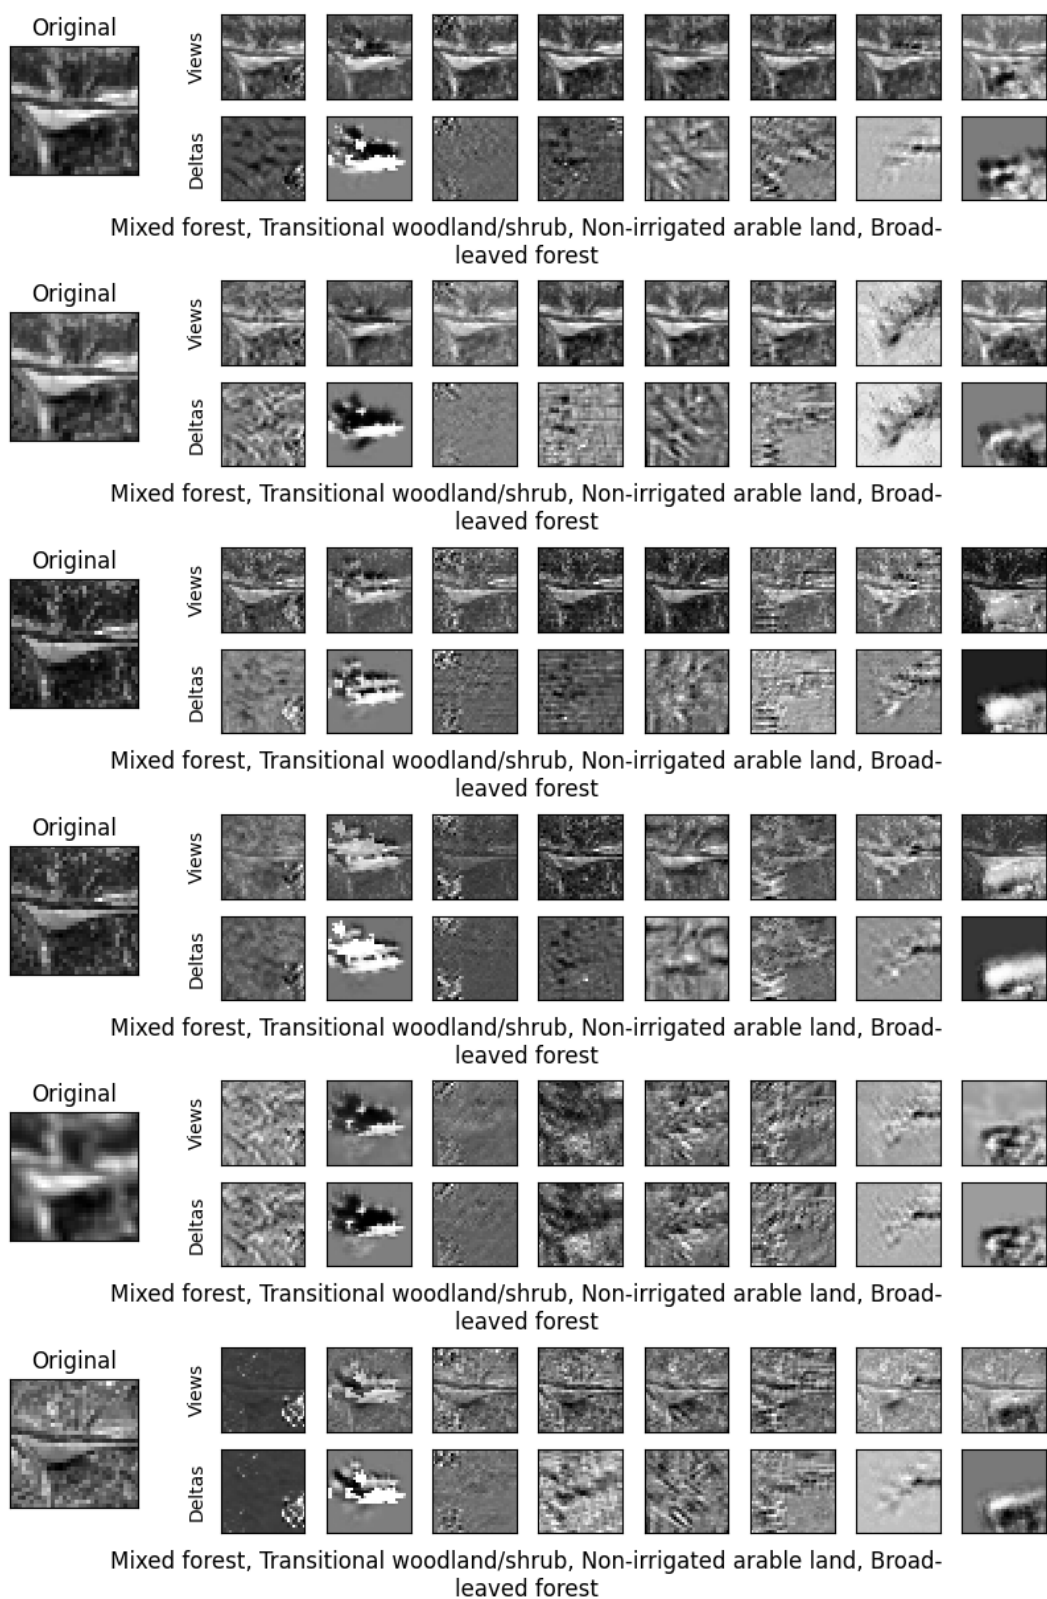 Original
Views
Deltas
Mixed forest, Transitional woodland/shrub, Non-irrigated arable land, Broad-
leaved forest
Original
Views
Deltas
Mixed forest, Transitional woodland/shrub, Non-irrigated arable land, Broad-
leaved forest
Original
Views
Deltas
Mixed forest, Transitional woodland/shrub, Non-irrigated arable land, Broad-
leaved forest
Original
Views
Deltas
Mixed forest, Transitional woodland/shrub, Non-irrigated arable land, Broad-
leaved forest
Original
Views
Deltas
Mixed forest, Transitional woodland/shrub, Non-irrigated arable land, Broad-
leaved forest
Original
Views
Deltas
Mixed forest, Transitional woodland/shrub, Non-irrigated arable land, Broad-
leaved forest